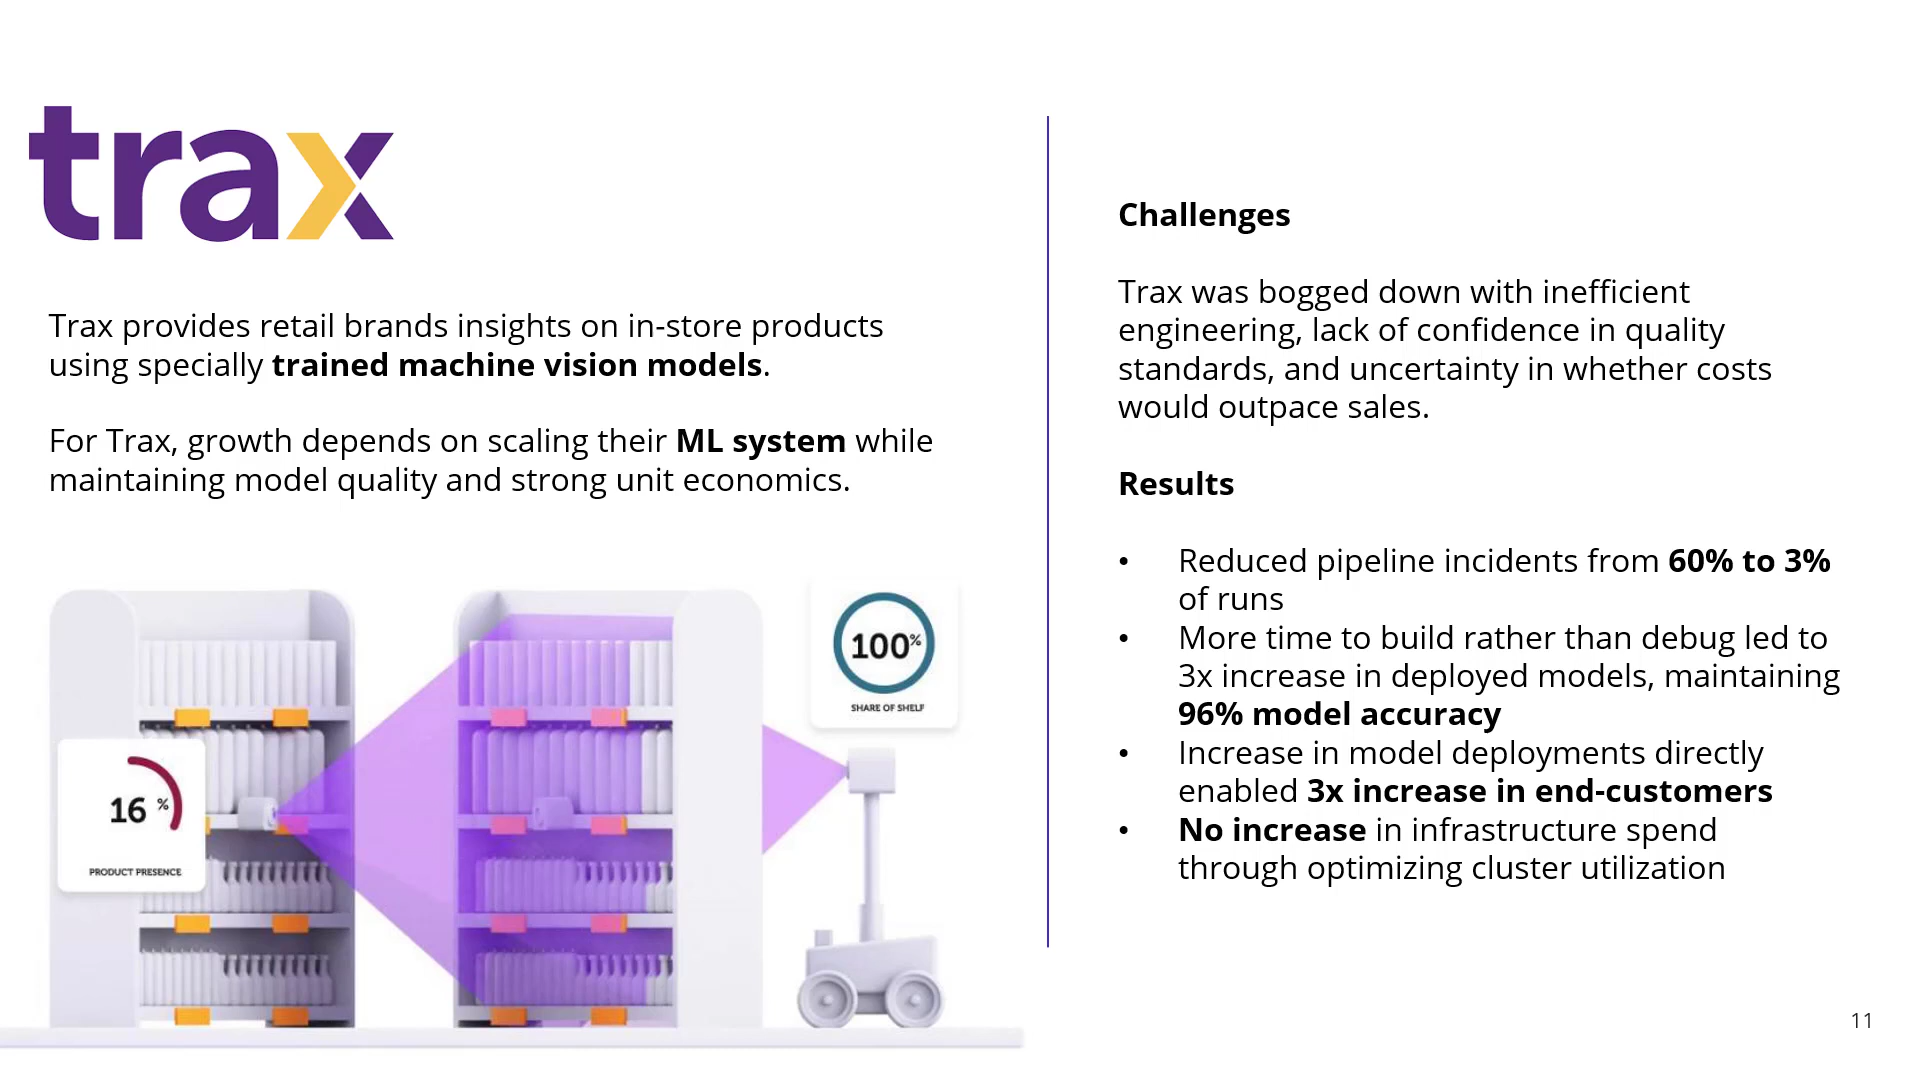 trax
Trax provides retail brands insights on in-store products
using specially trained machine vision models.
For Trax, growth depends on scaling their ML system while
maintaining model quality and strong unit economics.
16 %
PRODUCT PRESENCE
100%
SHARE OF SHELF
Challenges
Trax was bogged down with inefficient
engineering, lack of confidence in quality
standards, and uncertainty in whether costs
would outpace sales.
Results
• Reduced pipeline incidents from 60% to 3%
of runs
• More time to build rather than debug led to
3x increase in deployed models, maintaining
96% model accuracy
• Increase in model deployments directly
enabled 3x increase in end-customers
• No increase in infrastructure spend
through optimizing cluster utilization
11